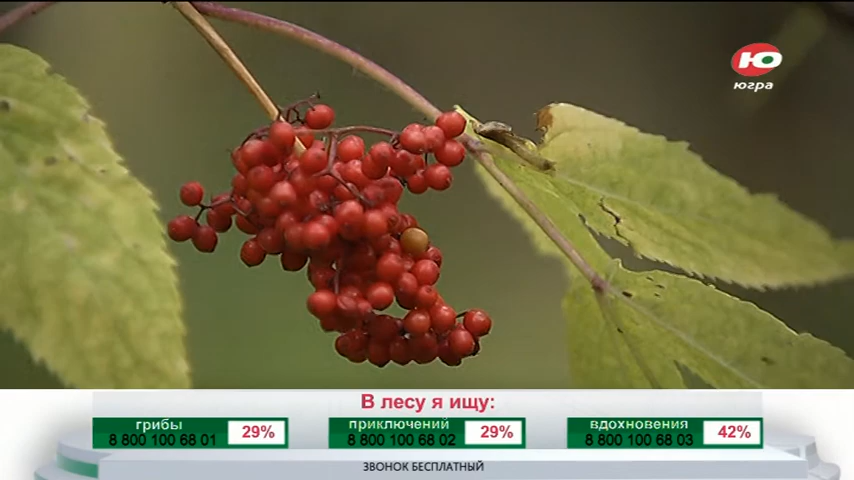 Ю
югра
В лесу я ищу:
грибы
8 800 100 68 01
29%
приключений
8 800 100 68 02
29%
вдохновения
8 800 100 68 03
42%
ЗВОНОК БЕСПЛАТНЫЙ